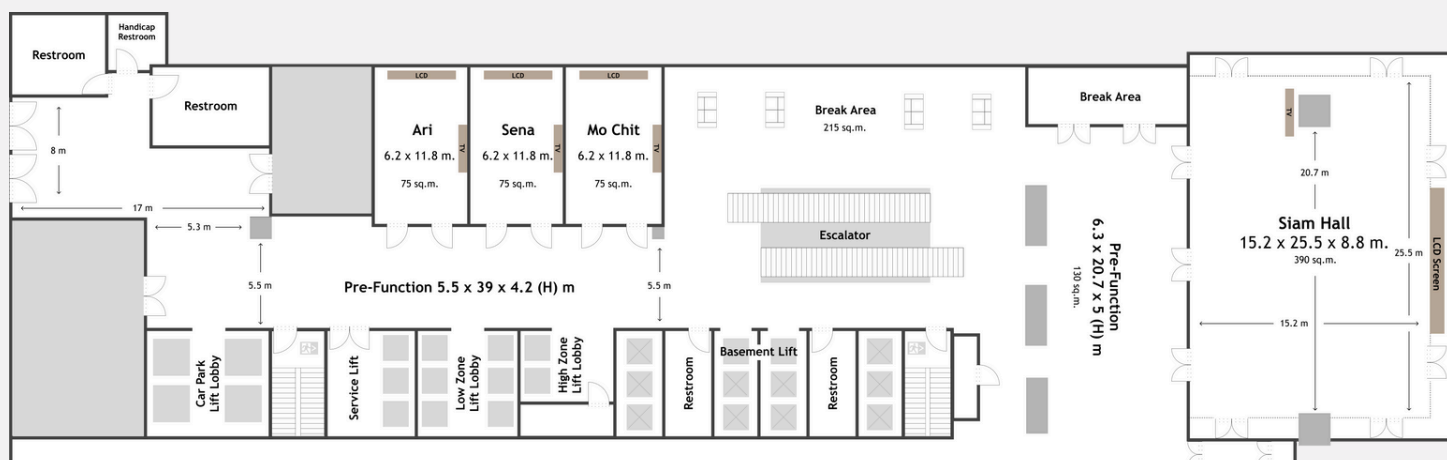 Handicap
Restroom
Restroom
Restroom
8 m
17 m
5.3 m
5.5 m
LCD
Ari
6.2 x 11.8 m.
75 sq.m.
TV
LCD
Sena
6.2 x 11.8 m.
75 sq.m.
TV
LCD
Mo Chit
6.2 x 11.8 m.
75 sq.m.
TV
Break Area
215 sq.m.
Break Area
Escalator
Pre-Function 5.5 x 39 x 4.2 (H) m
5.5 m
Pre-Function
6.3 x 20.7 x 5 (H) m
130 sq.m.
TV
20.7 m
Siam Hall
15.2 x 25.5 x 8.8 m.
390 sq.m.
25.5 m
LCD Screen
15.2 m
Car Park
Lift Lobby
Service Lift
Low Zone
Lift Lobby
High Zone
Lift Lobby
Restroom
Basement Lift
Restroom